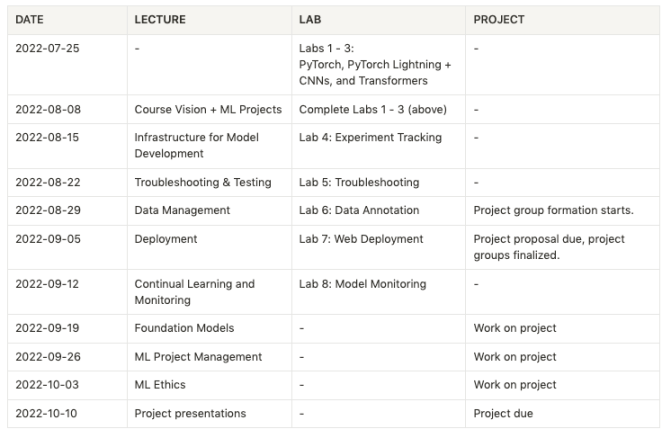 DATE LECTURE LAB PROJECT
2022-07-25 - Labs 1 - 3: -
PyTorch, PyTorch Lightning +
CNNs, and Transformers
2022-08-08 Course Vision + ML Projects Complete Labs 1 - 3 (above) -
2022-08-15 Infrastructure for Model Lab 4: Experiment Tracking -
Development
2022-08-22 Troubleshooting & Testing Lab 5: Troubleshooting -
2022-08-29 Data Management Lab 6: Data Annotation Project group formation starts.
2022-09-05 Deployment Lab 7: Web Deployment Project proposal due, project
groups finalized.
2022-09-12 Continual Learning and Lab 8: Model Monitoring -
Monitoring
2022-09-19 Foundation Models - Work on project
2022-09-26 ML Project Management - Work on project
2022-10-03 ML Ethics - Work on project
2022-10-10 Project presentations - Project due